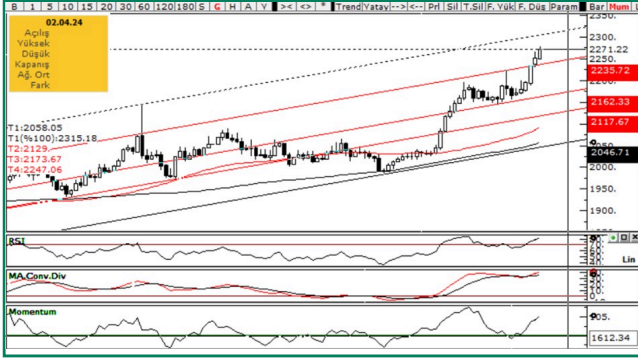 B 1 5 10 15 20 30 60 120 180 S G H A Y >< <> * Trend Yatay --> <-- Prl Sil T.Sil F. Yük F. Düş Param Bar Mum
02.04.24
Açılış
Yüksek
Düşük
Kapanış
Ağ. Ort
Fark
2350.
2300.
2271.22
2235.72
2162.33
2117.67
2046.71
2000.
1950.
1900.
T1:2058.05
T1(%100):2315.18
T2:2129.
T3:2173.67
T4:2247.06
RSI
Lin
MA.Conv.Div
Momentum
1612.34